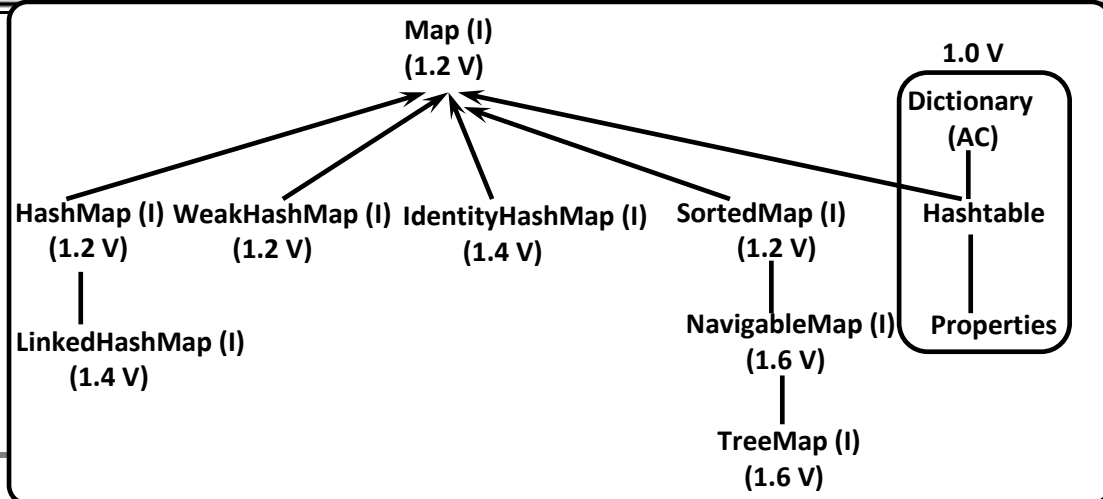 Map (I)
(1.2 V)
1.0 V
Dictionary
(AC)
HashMap (I)
(1.2 V)
WeakHashMap (I)
(1.2 V)
IdentityHashMap (I)
(1.4 V)
SortedMap (I)
(1.2 V)
Hashtable
LinkedHashMap (I)
(1.4 V)
NavigableMap (I)
(1.6 V)
Properties
TreeMap (I)
(1.6 V)